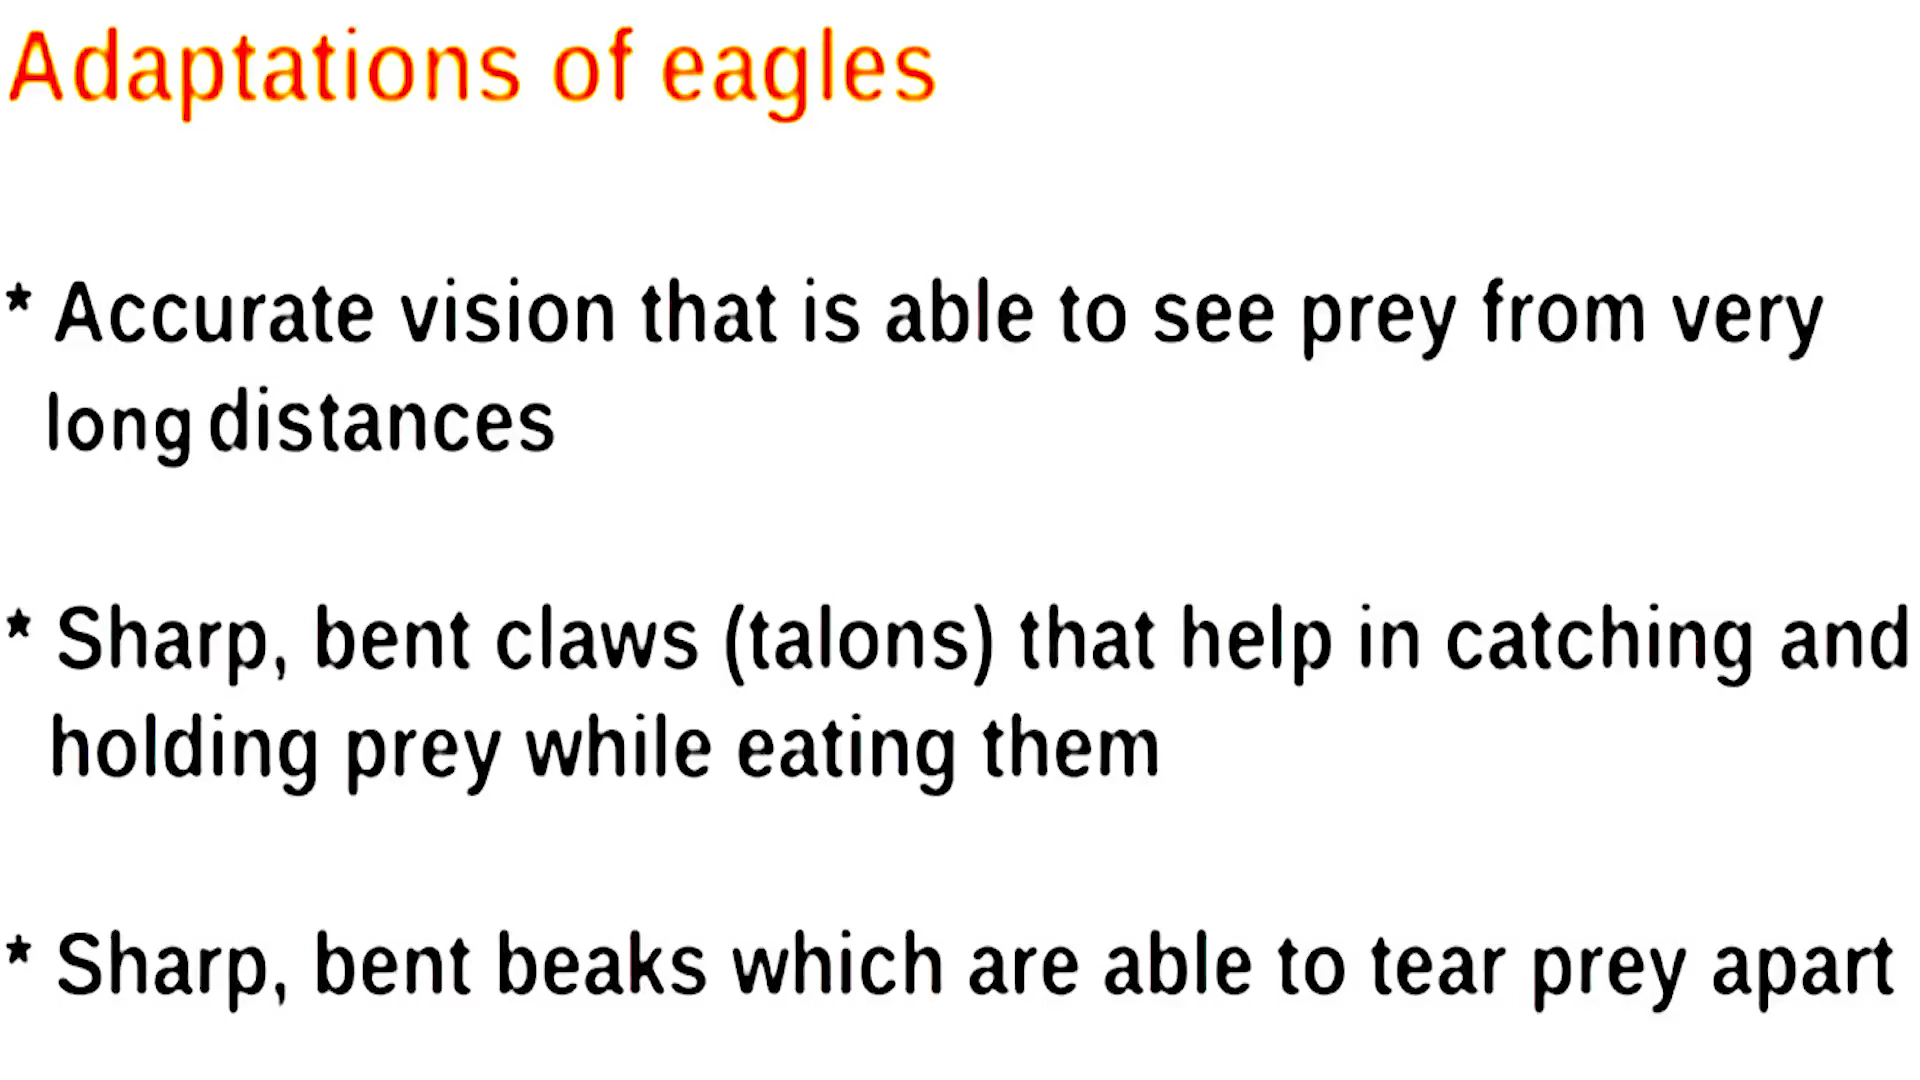 Adaptations of eagles
* Accurate vision that is able to see prey from very
long distances
* Sharp, bent claws (talons) that help in catching and
holding prey while eating them
* Sharp, bent beaks which are able to tear prey apart